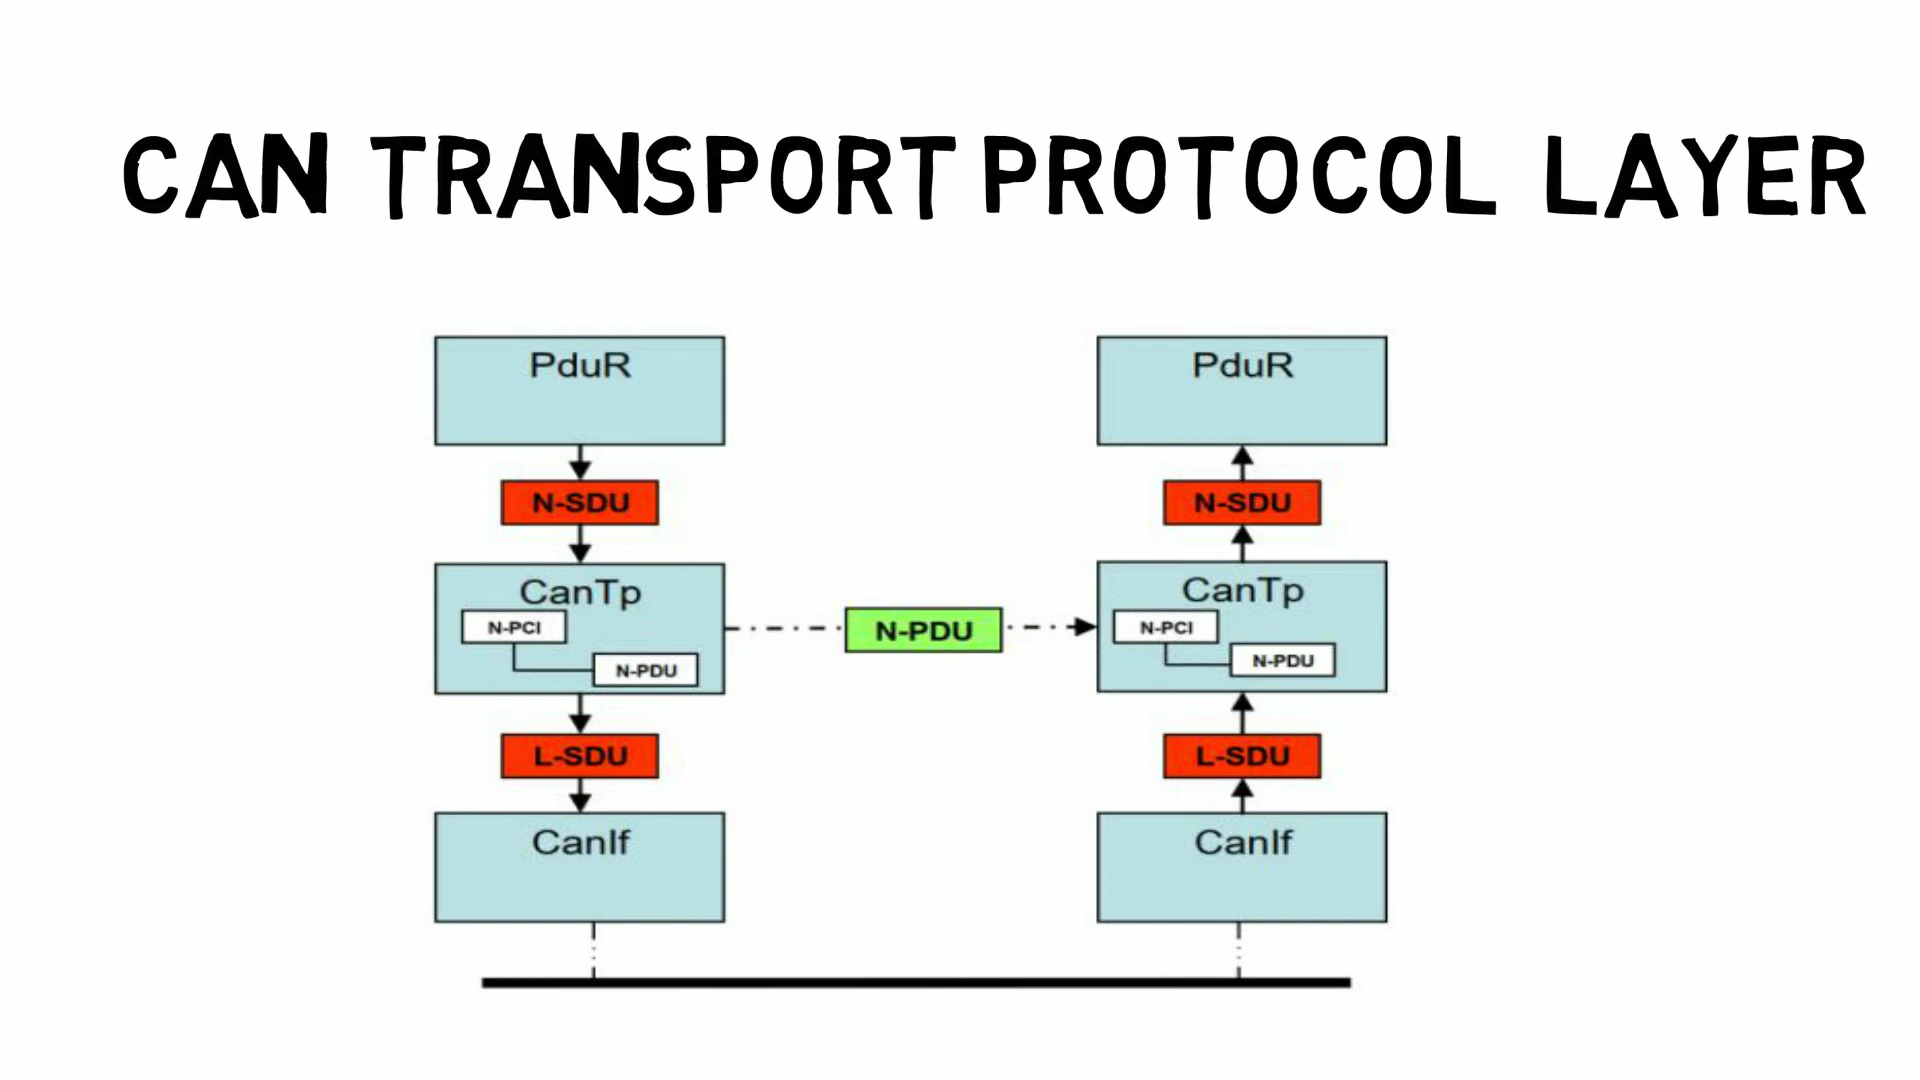 CAN TRANSPORT PROTOCOL LAYER
PduR
PduR
N-SDU
N-SDU
CanTp
CanTp
N-PCI
N-PDU
N-PDU
N-PCI
N-PDU
L-SDU
L-SDU
CanIf
CanIf